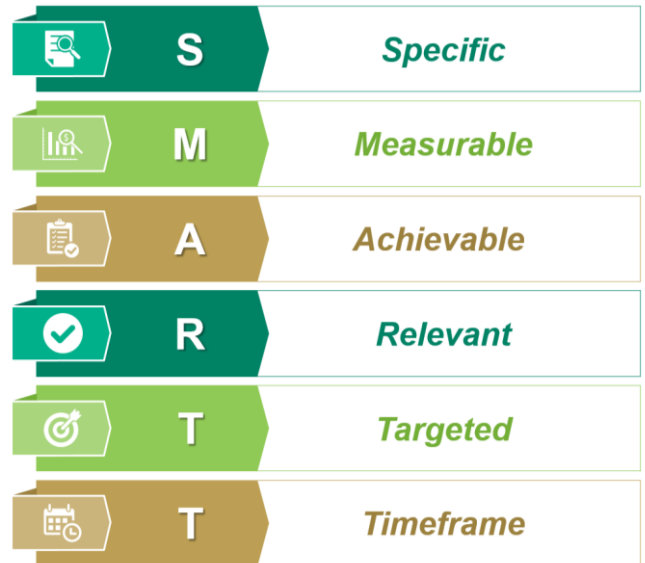 S Specific
M Measurable
A Achievable
R Relevant
T Targeted
T Timeframe